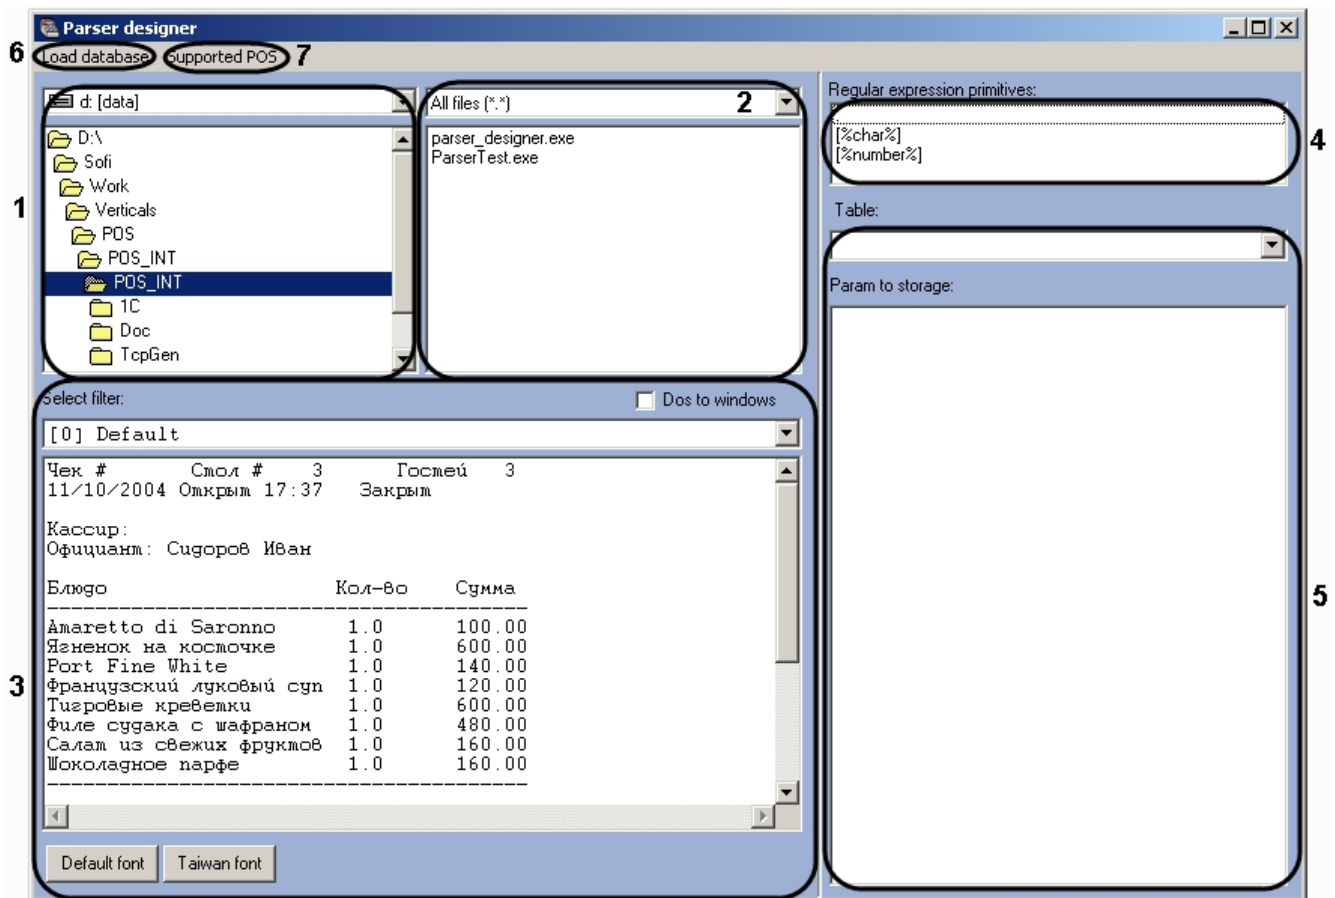 Parser designer
6 Load database Supported POS 7
d: [data]
All files (*.*) 2
Regular expression primitives:
D:\
Sofi
Work
Verticals
POS
POS_INT
POS_INT
1C
Doc
TcpGen
1
parser_designer.exe
ParserTest.exe
[%char%]
[%number%]
4
Table:
Param to storage:
5
Select filter:
Dos to windows
[0] Default
Чек # Стол # 3 Гостей 3
11/10/2004 Открыт 17:37 Закрыт
Кассир:
Официант: Сидоров Иван
Блюдо Кол-во Сумма
-----------------------------------------
Amaretto di Saronno 1.0 100.00
Ягненок на косточке 1.0 600.00
Port Fine White 1.0 140.00
Французский луковый суп 1.0 120.00
Тигровые креветки 1.0 600.00
Филе судака с шафраном 1.0 480.00
Салат из свежих фруктов 1.0 160.00
Шоколадное парфе 1.0 160.00
-----------------------------------------
3
Default font Taiwan font